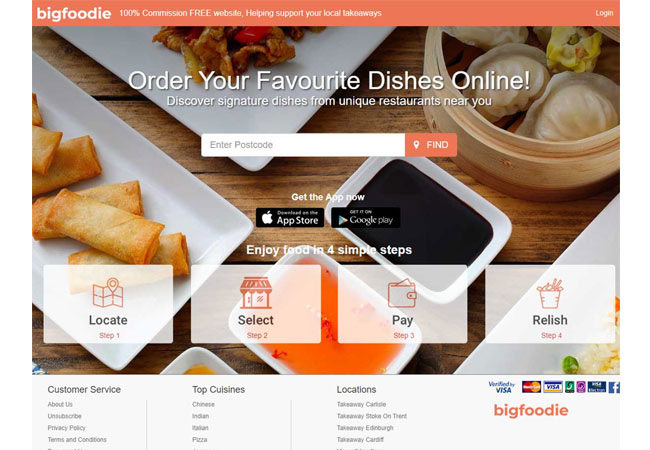 bigfoodie 100% Commission FREE website, Helping support your local takeaways Login
Order Your Favourite Dishes Online!
Discover signature dishes from unique restaurants near you
Enter Postcode FIND
Get the App now
Download on the App Store
GET IT ON Google play
Enjoy food in 4 simple steps
Locate
Step 1
Select
Step 2
Pay
Step 3
Relish
Step 4
Customer Service
About Us
Unsubscribe
Privacy Policy
Terms and Conditions
Top Cuisines
Chinese
Indian
Italian
Pizza
Locations
Takeaway Carlisle
Takeaway Stoke On Trent
Takeaway Edinburgh
Takeaway Cardiff
Verified by VISA MasterCard VISA VISA Electron
bigfoodie